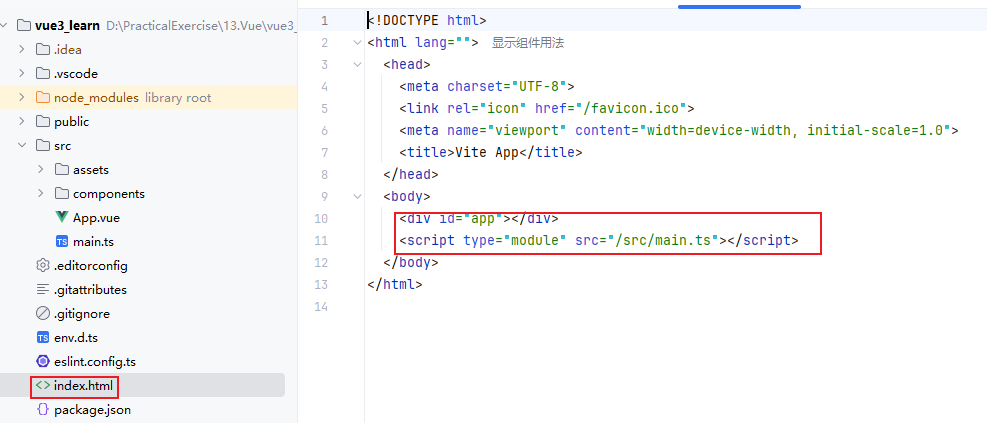 vue3_learn D:\PracticalExercise\13.Vue\vue3_
.idea
.vscode
node_modules library root
public
src
assets
components
App.vue
TS main.ts
.editorconfig
.gitattributes
.gitignore
TS env.d.ts
eslint.config.ts
<> index.html
{} package.json
1 <!DOCTYPE html>
2 <html lang=""> 显示组件用法
3 <head>
4 <meta charset="UTF-8">
5 <link rel="icon" href="/favicon.ico">
6 <meta name="viewport" content="width=device-width, initial-scale=1.0">
7 <title>Vite App</title>
8 </head>
9 <body>
10 <div id="app"></div>
11 <script type="module" src="/src/main.ts"></script>
12 </body>
13 </html>
14